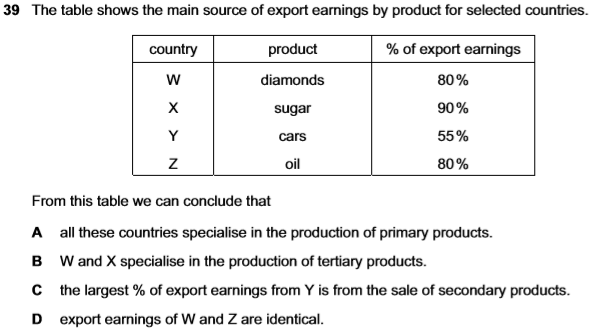 39 The table shows the main source of export earnings by product for selected countries.
country product % of export earnings
W diamonds 80%
X sugar 90%
Y cars 55%
Z oil 80%
From this table we can conclude that
A all these countries specialise in the production of primary products.
B W and X specialise in the production of tertiary products.
C the largest % of export earnings from Y is from the sale of secondary products.
D export earnings of W and Z are identical.